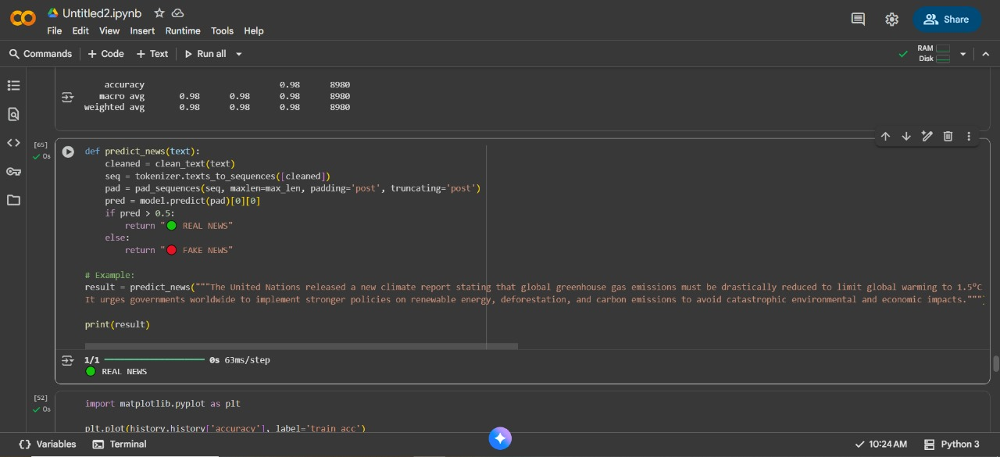 Untitled2.ipynb
File Edit View Insert Runtime Tools Help
Share
Commands + Code + Text Run all
RAM
Disk
accuracy 0.98 8980
macro avg 0.98 0.98 0.98 8980
weighted avg 0.98 0.98 0.98 8980
[65]
0s
def predict_news(text):
    cleaned = clean_text(text)
    seq = tokenizer.texts_to_sequences([cleaned])
    pad = pad_sequences(seq, maxlen=max_len, padding='post', truncating='post')
    pred = model.predict(pad)[0][0]
    if pred > 0.5:
        return "🟢 REAL NEWS"
    else:
        return "🔴 FAKE NEWS"
# Example:
result = predict_news("""The United Nations released a new climate report stating that global greenhouse gas emissions must be drastically reduced to limit global warming to 1.5°C
It urges governments worldwide to implement stronger policies on renewable energy, deforestation, and carbon emissions to avoid catastrophic environmental and economic impacts.""")
print(result)
1/1 ━━━━━━━━━━ 0s 63ms/step
🟢 REAL NEWS
[52]
0s
import matplotlib.pyplot as plt
plt.plot(history.history['accuracy'], label='train acc')
{} Variables Terminal
10:24 AM Python 3